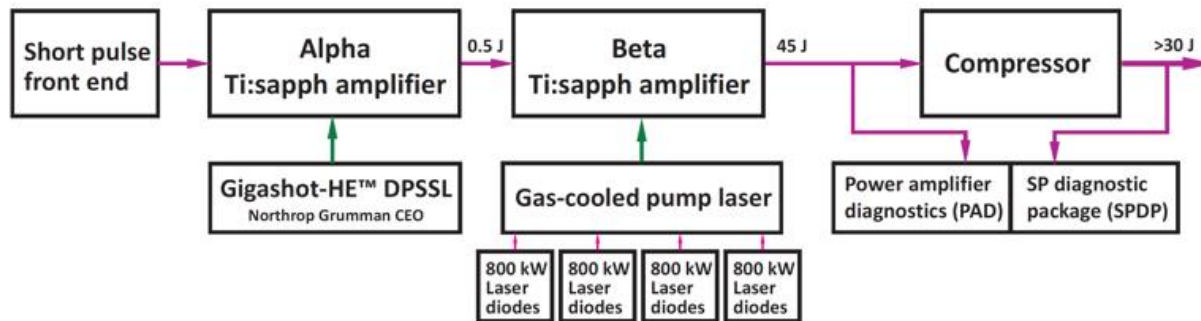 Short pulse
front end
Alpha
Ti:sapph amplifier
0.5 J
Beta
Ti:sapph amplifier
45 J
Compressor
>30 J
Gigashot-HE™ DPSSL
Northrop Grumman CEO
Gas-cooled pump laser
Power amplifier
diagnostics (PAD)
SP diagnostic
package (SPDP)
800 kW
Laser
diodes
800 kW
Laser
diodes
800 kW
Laser
diodes
800 kW
Laser
diodes